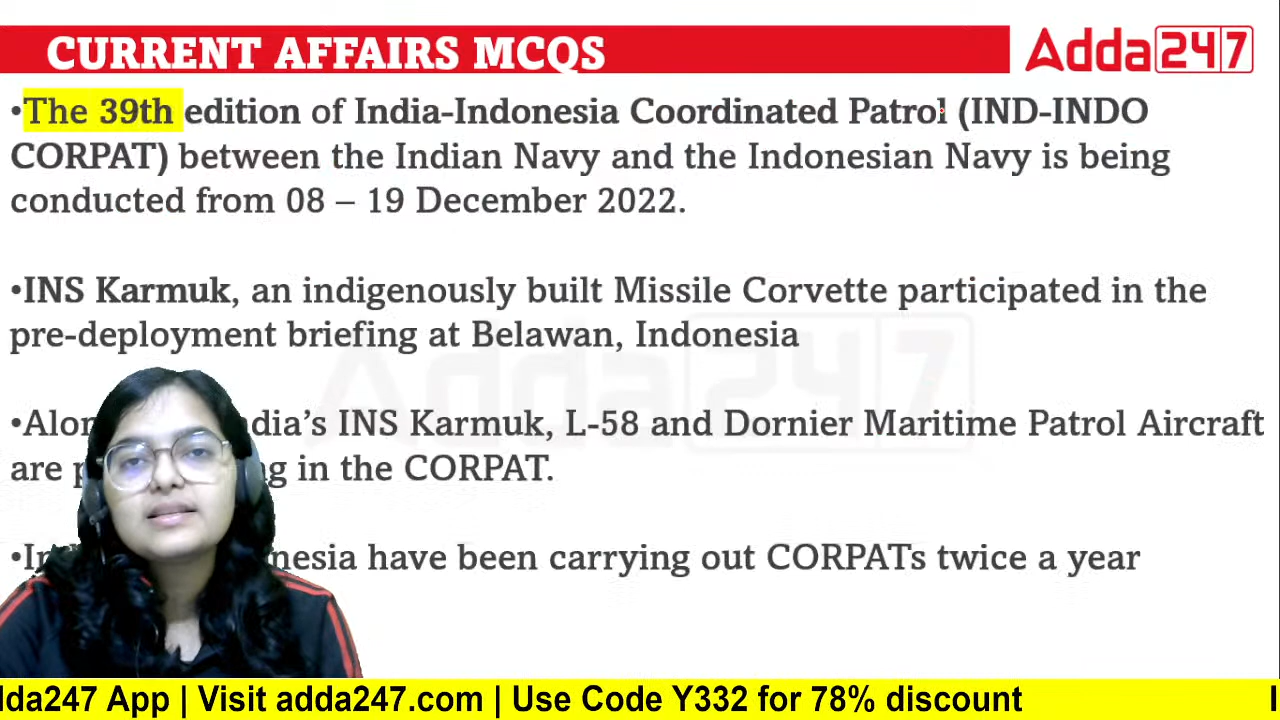 CURRENT AFFAIRS MCQS
Adda247
•The 39th edition of India-Indonesia Coordinated Patrol (IND-INDO
CORPAT) between the Indian Navy and the Indonesian Navy is being
conducted from 08 – 19 December 2022.
•INS Karmuk, an indigenously built Missile Corvette participated in the
pre-deployment briefing at Belawan, Indonesia
INS Karmuk, L-58 and Dornier Maritime Patrol Aircraft
are in the CORPAT.
have been carrying out CORPATs twice a year
App | Visit adda247.com | Use Code Y332 for 78% discount